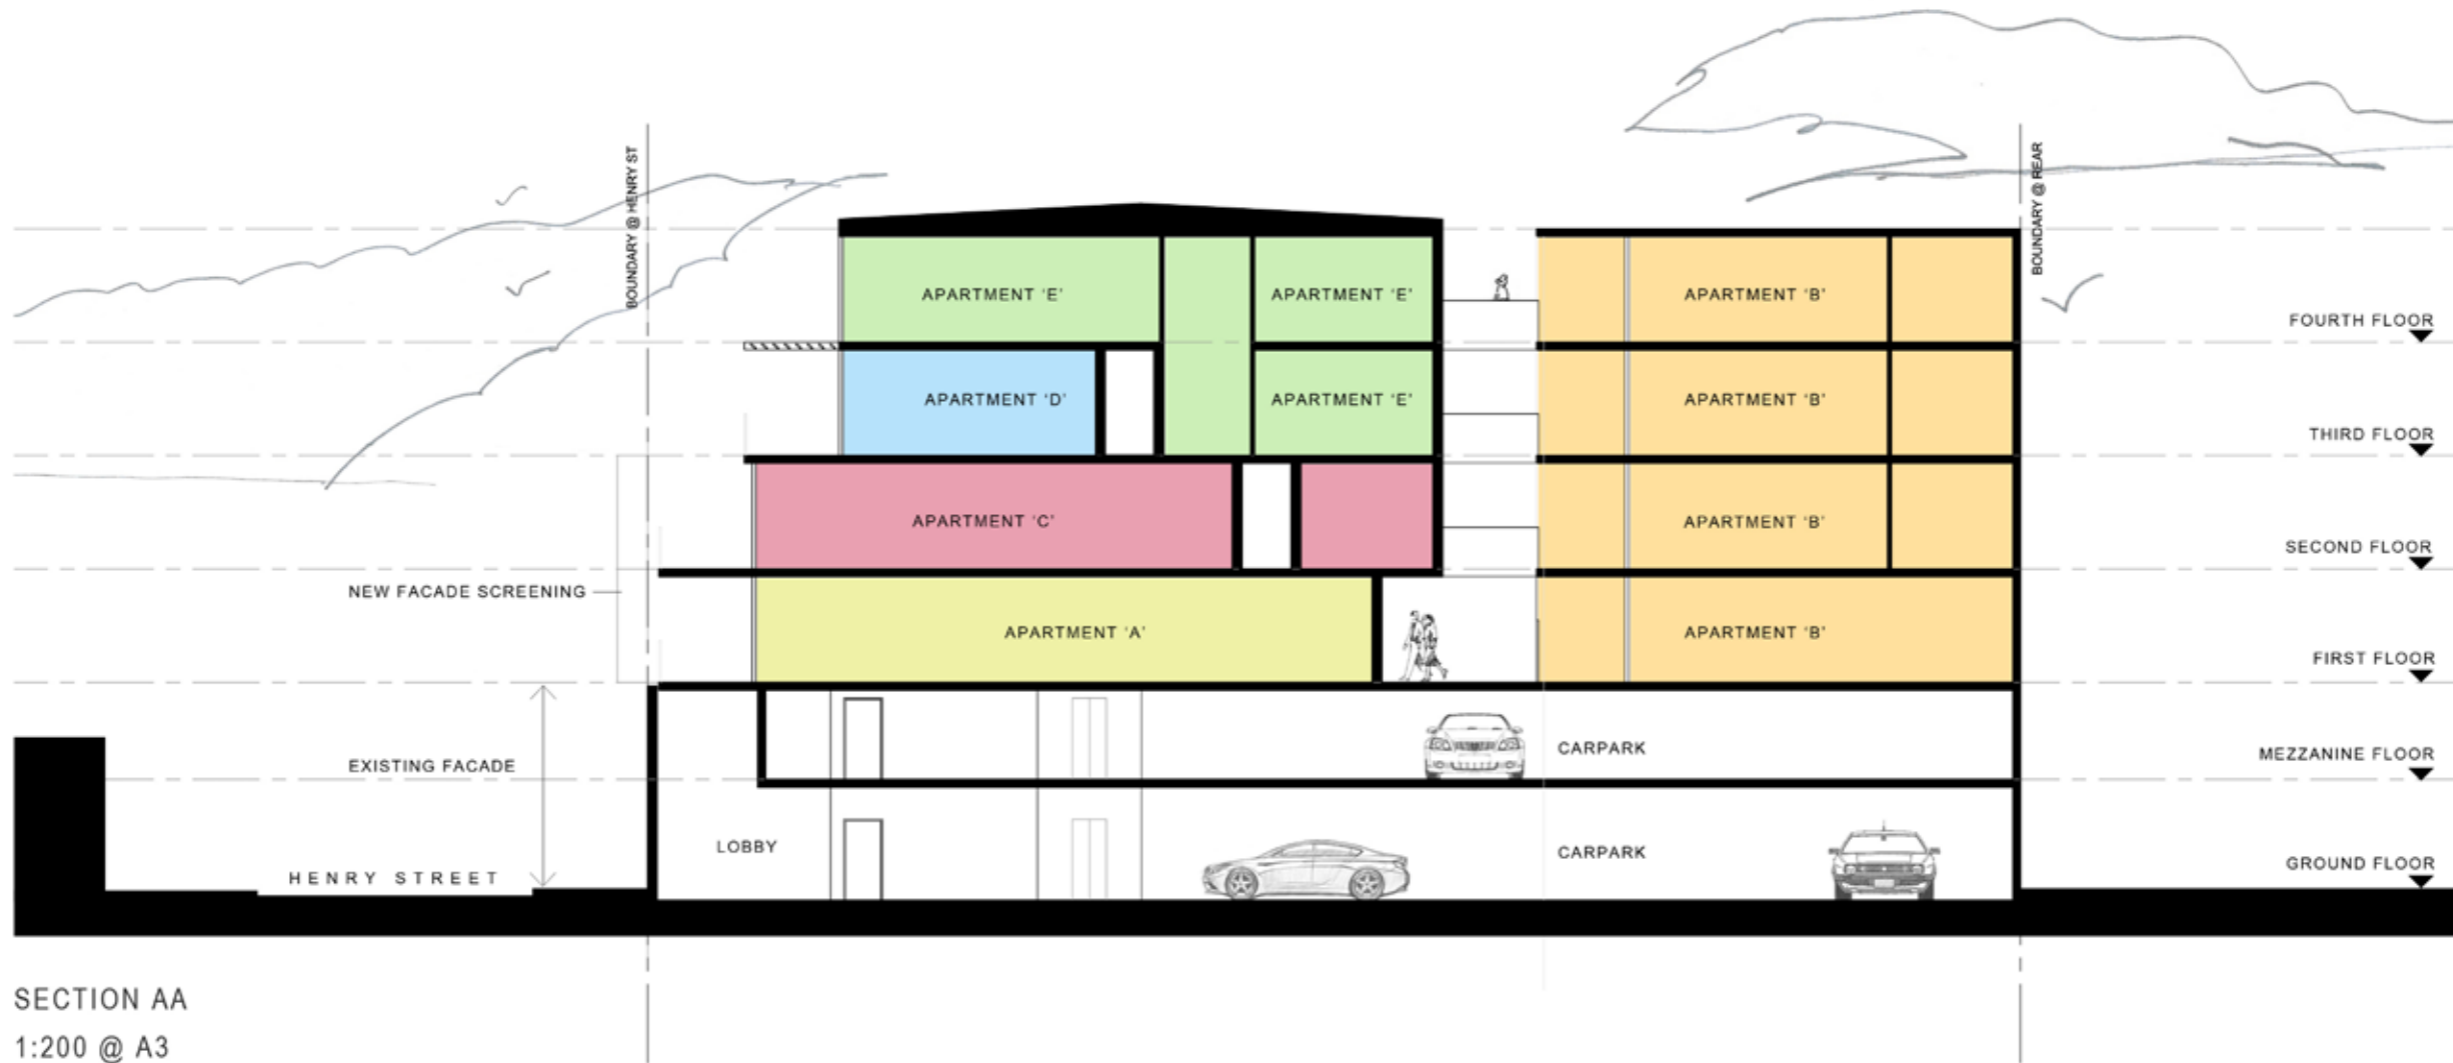 BOUNDARY @ HENRY ST
BOUNDARY @ REAR
APARTMENT 'E'
APARTMENT 'E'
APARTMENT 'B'
FOURTH FLOOR
APARTMENT 'D'
APARTMENT 'E'
APARTMENT 'B'
THIRD FLOOR
APARTMENT 'C'
APARTMENT 'B'
SECOND FLOOR
NEW FACADE SCREENING
APARTMENT 'A'
APARTMENT 'B'
FIRST FLOOR
EXISTING FACADE
CARPARK
MEZZANINE FLOOR
HENRY STREET
LOBBY
CARPARK
GROUND FLOOR
SECTION AA
1:200 @ A3